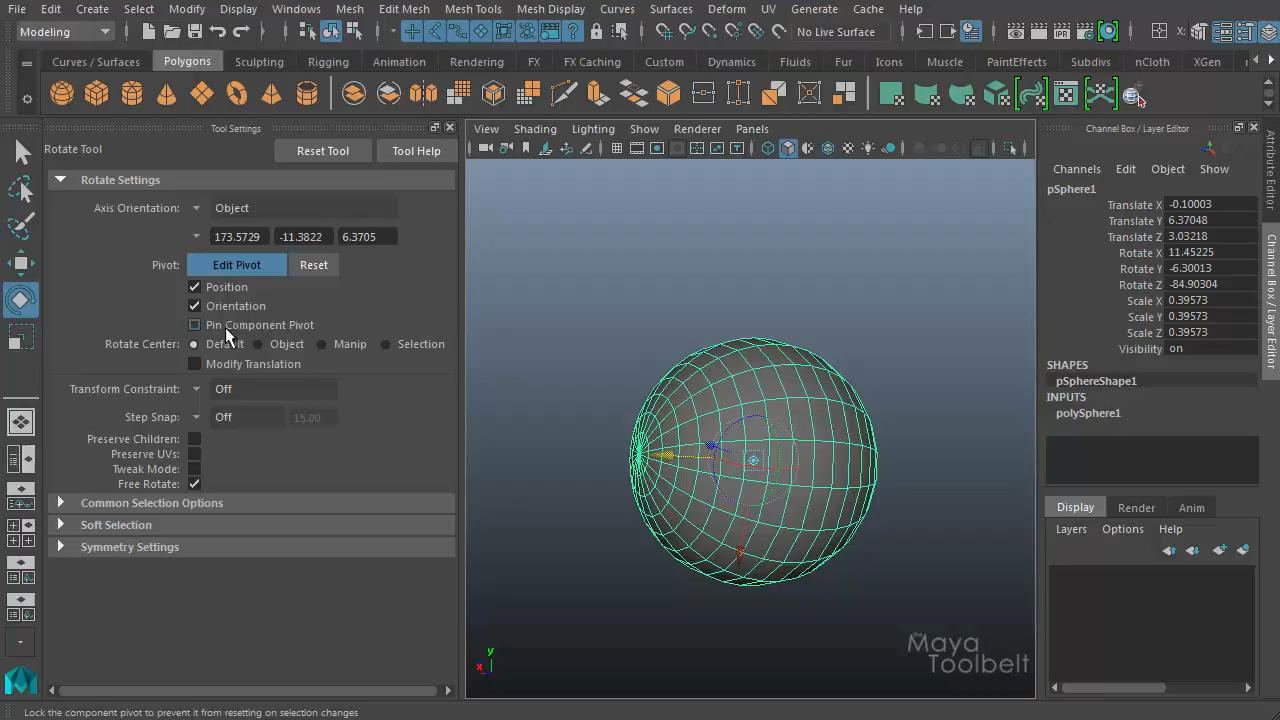 File Edit Create Select Modify Display Windows Mesh Edit Mesh Mesh Tools Mesh Display Curves Surfaces Deform UV Generate Cache Help
Modeling No Live Surface X:
Curves / Surfaces Polygons Sculpting Rigging Animation Rendering FX FX Caching Custom Dynamics Fluids Fur Icons Muscle PaintEffects Subdivs nCloth XGen
Tool Settings
Rotate Tool Reset Tool Tool Help
Rotate Settings
Axis Orientation: Object
173.5729 -11.3822 6.3705
Pivot: Edit Pivot Reset
Position
Orientation
Pin Component Pivot
Rotate Center: Default Object Manip Selection
Modify Translation
Transform Constraint: Off
Step Snap: Off 15.00
Preserve Children:
Preserve UVs:
Tweak Mode:
Free Rotate:
Common Selection Options
Soft Selection
Symmetry Settings
View Shading Lighting Show Renderer Panels
y
x
the
Maya
Toolbelt
Channel Box / Layer Editor
Channels Edit Object Show
pSphere1
Translate X -0.10003
Translate Y 6.37048
Translate Z 3.03218
Rotate X 11.45225
Rotate Y -6.30013
Rotate Z -84.90304
Scale X 0.39573
Scale Y 0.39573
Scale Z 0.39573
Visibility on
SHAPES
pSphereShape1
INPUTS
polySphere1
Display Render Anim
Layers Options Help
Attribute Editor
Channel Box / Layer Editor
Lock the component pivot to prevent it from resetting on selection changes